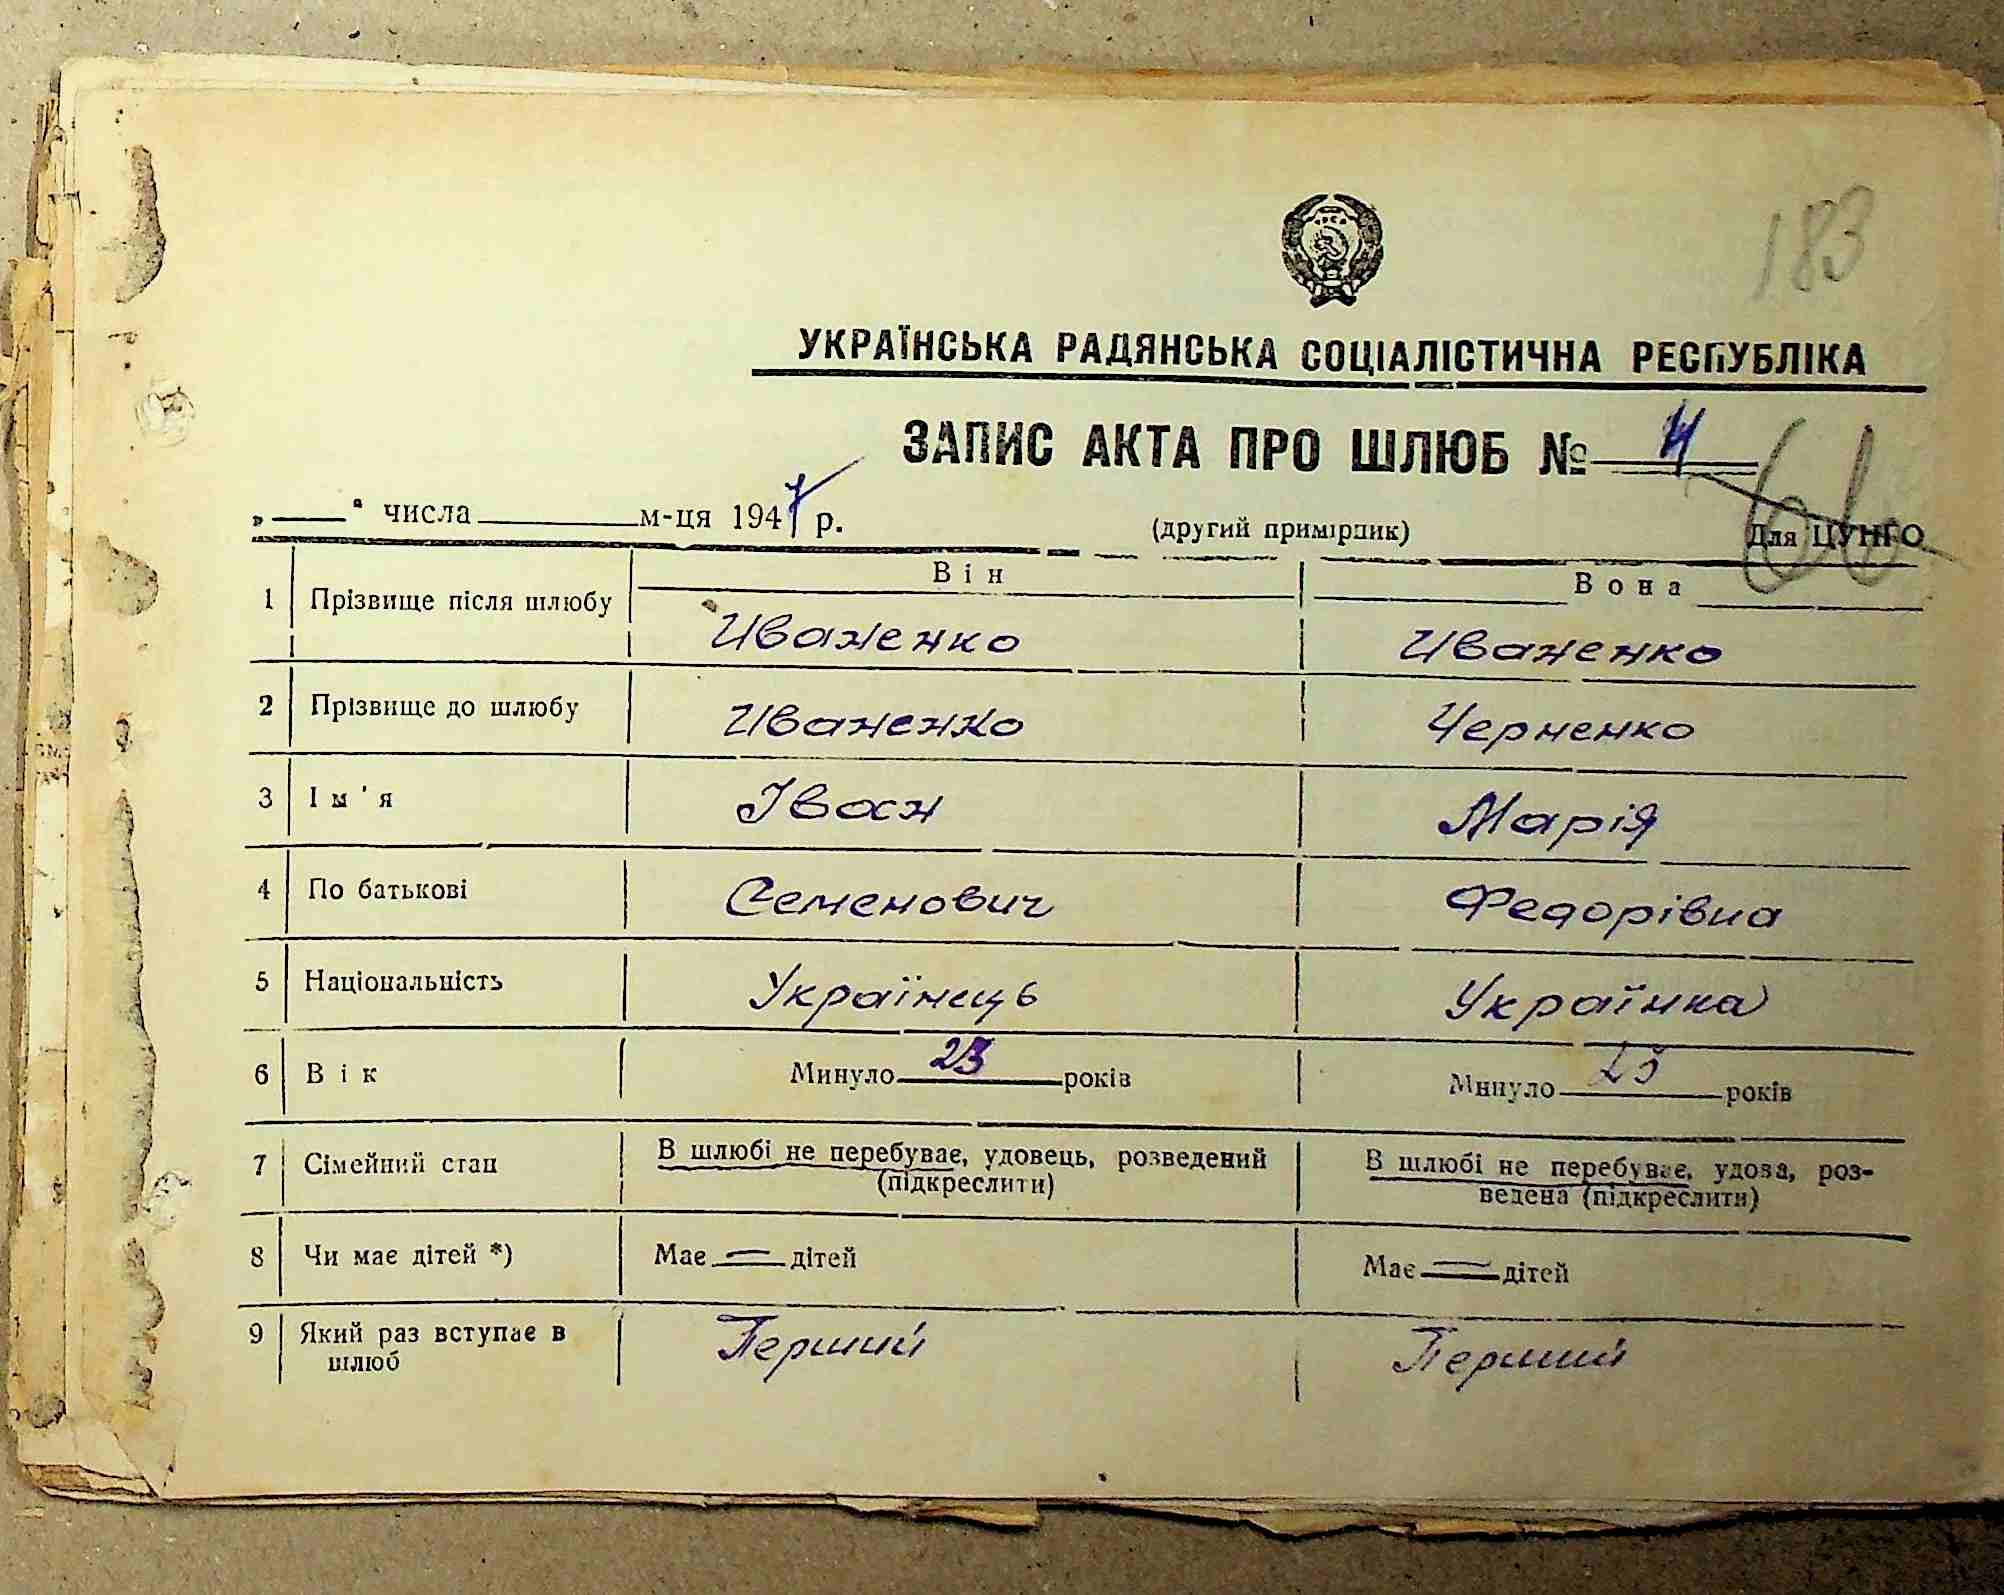 183
УРСР
УКРАЇНСЬКА РАДЯНСЬКА СОЦІАЛІСТИЧНА РЕСПУБЛІКА
ЗАПИС АКТА ПРО ШЛЮБ №
66
„ “ числа м-ця 1947 р.
(другий примірник)
Для ЦУНГО
Він Вона
1 Прізвище після шлюбу Иваненко Иваненко
2 Прізвище до шлюбу Иваненко Черненко
3 Ім'я Іван Марія
4 По батькові Семенович Федорівна
5 Національність Українець Українка
6 Вік Минуло 23 років Минуло 25 років
7 Сімейний стан В шлюбі не перебуває, удовець, розведений В шлюбі не перебуває, удова, роз-
(підкреслити) ведена (підкреслити)
8 Чи має дітей *) Має — дітей Має — дітей
9 Який раз вступає в Перший Перший
шлюб